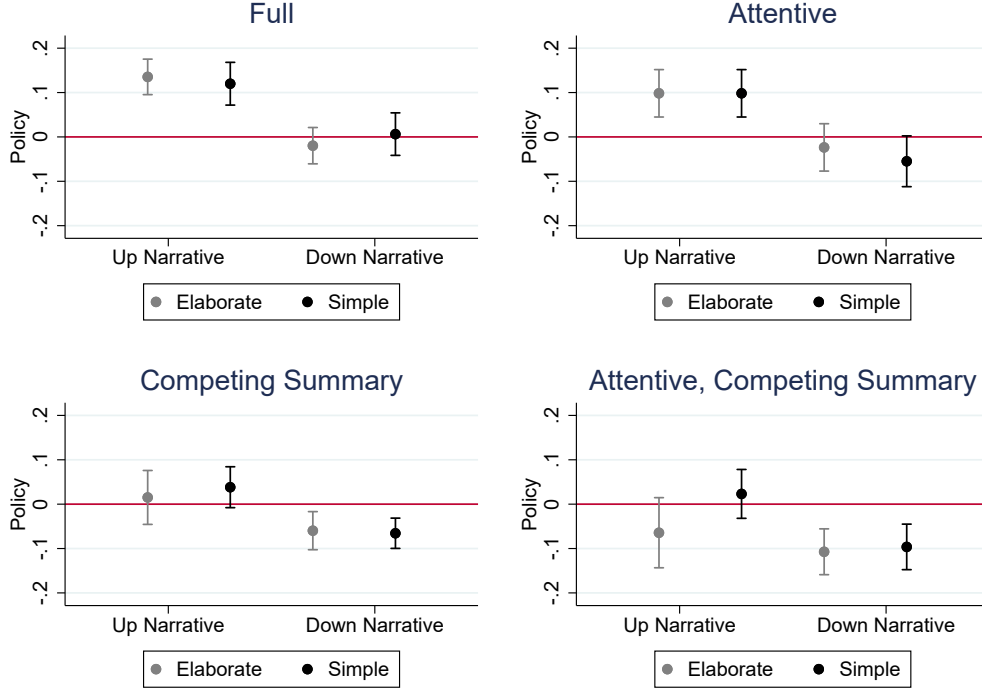 Full
Policy
.2
.1
0
-.1
-.2
Up Narrative Down Narrative
Elaborate Simple
Attentive
Policy
.2
.1
0
-.1
-.2
Up Narrative Down Narrative
Elaborate Simple
Competing Summary
Policy
.2
.1
0
-.1
-.2
Up Narrative Down Narrative
Elaborate Simple
Attentive, Competing Summary
Policy
.2
.1
0
-.1
-.2
Up Narrative Down Narrative
Elaborate Simple